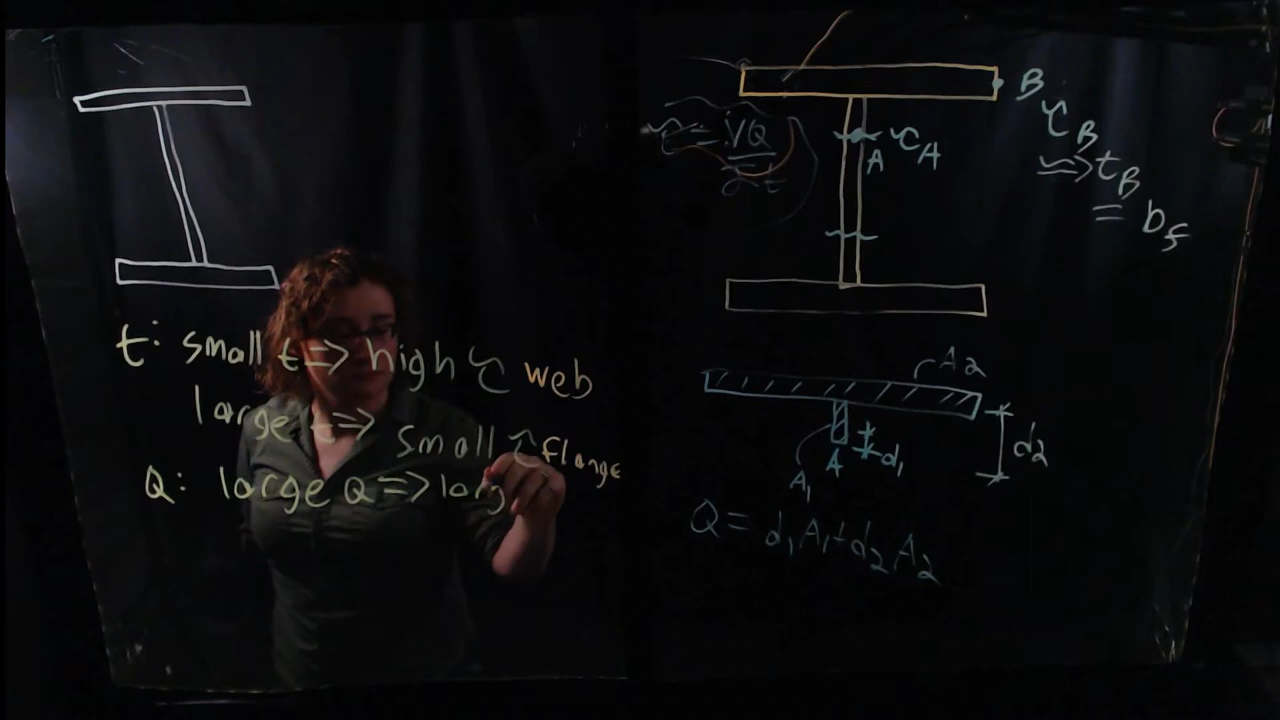 t: small t => high τ web
large t => small τ flange
Q: large Q => larg
τ = VQ
I t
A τA
B
τB
=> tB
= bf
A2
d2
A d1
A1
Q = d1A1+d2A2